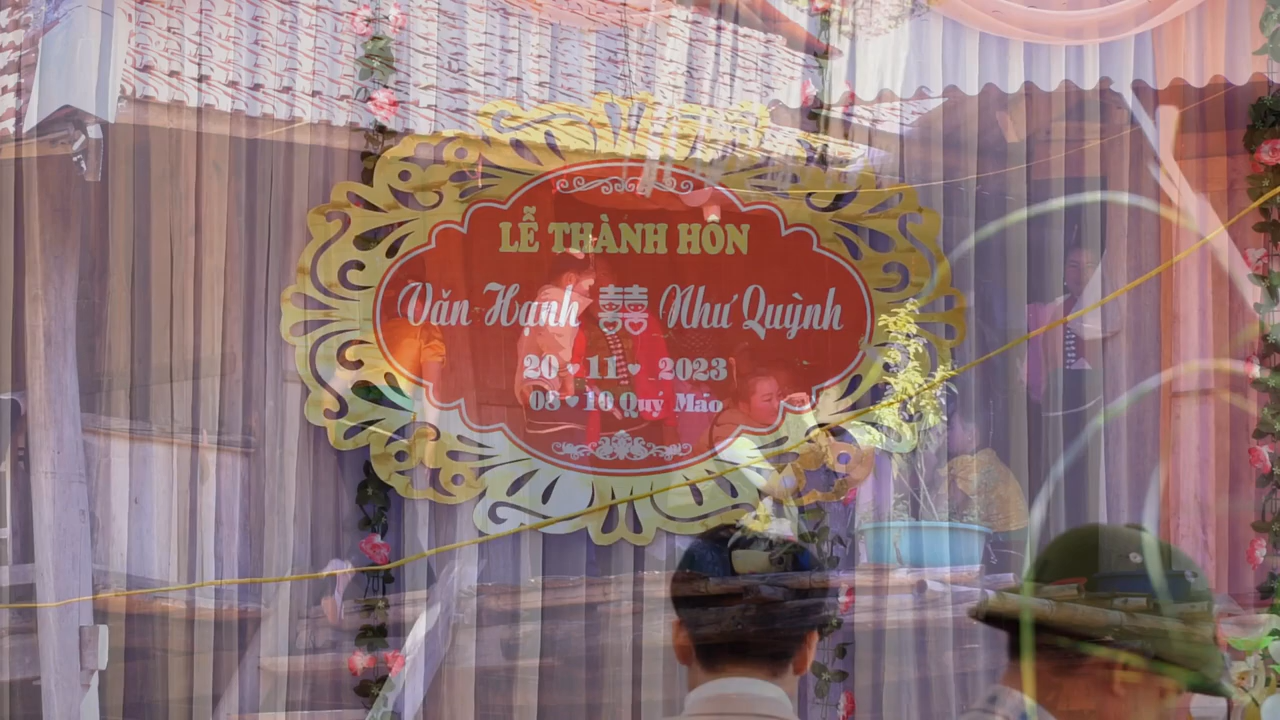 LỄ THÀNH HÔN
Văn Hạnh 囍 Như Quỳnh
20 11 2023
08 10 Quý Mão